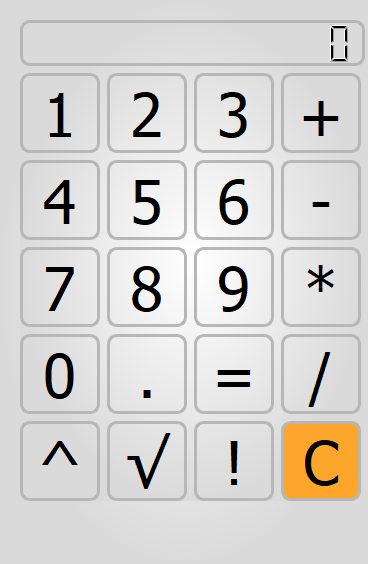 0
1 2 3 +
4 5 6 -
7 8 9 *
0 . = /
^ √ ! C